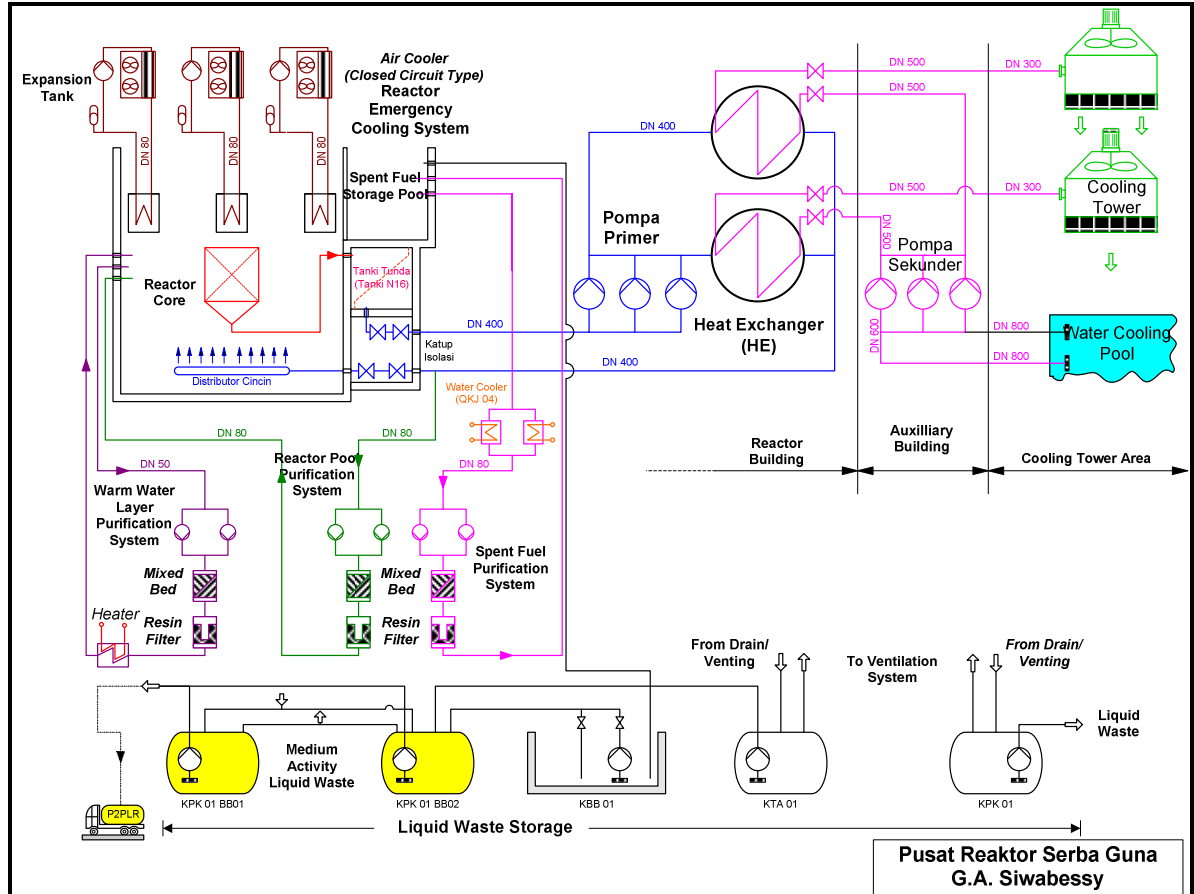 Expansion
Tank
DN 80
DN 80
DN 80
Air Cooler
(Closed Circuit Type)
Reactor
Emergency
Cooling System
Spent Fuel
Storage Pool
Reactor
Core
Tanki Tunda
(Tanki N16)
Katup
Isolasi
Distributor Cincin
DN 400
DN 400
DN 400
Pompa
Primer
Heat Exchanger
(HE)
DN 500
DN 500
DN 300
DN 500
DN 300
DN 500
Cooling
Tower
Pompa
Sekunder
DN 600
DN 800
DN 800
Water Cooling
Pool
Water Cooler
(QKJ 04)
DN 80
DN 80
DN 80
DN 50
Reactor Pool
Purification
System
Warm Water
Layer
Purification
System
Spent Fuel
Purification
System
Mixed
Bed
Mixed
Bed
Resin
Filter
Resin
Filter
Heater
Reactor
Building
Auxilliary
Building
Cooling Tower Area
From Drain/
Venting
To Ventilation
System
From Drain/
Venting
Liquid
Waste
Medium
Activity
Liquid Waste
KPK 01 BB01
KPK 01 BB02
KBB 01
KTA 01
KPK 01
P2PLR
Liquid Waste Storage
Pusat Reaktor Serba Guna
G.A. Siwabessy